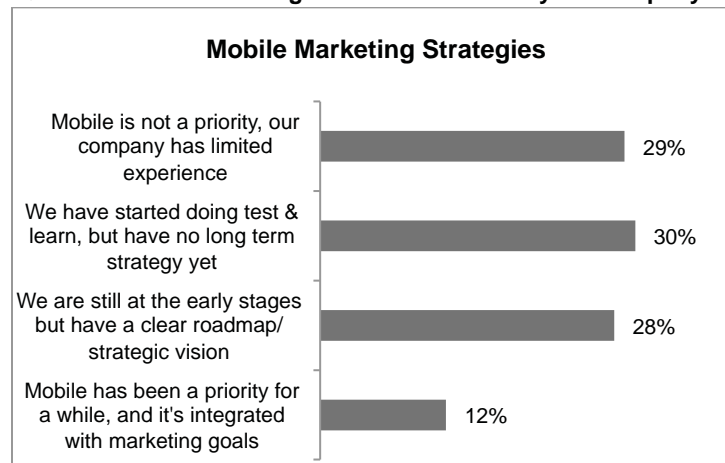 Mobile Marketing Strategies
Mobile is not a priority, our
company has limited
experience
29%
We have started doing test &
learn, but have no long term
strategy yet
30%
We are still at the early stages
but have a clear roadmap/
strategic vision
28%
Mobile has been a priority for
a while, and it's integrated
with marketing goals
12%